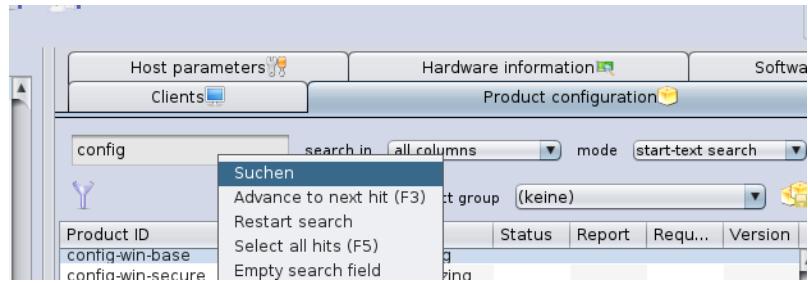 Host parameters
Hardware information
Softwa
Clients
Product configuration
config
search in
all columns
mode
start-text search
Suchen
Advance to next hit (F3)
Restart search
Select all hits (F5)
Empty search field
ct group
(keine)
Product ID
Status
Report
Requ...
Version
config-win-base
config-win-secure